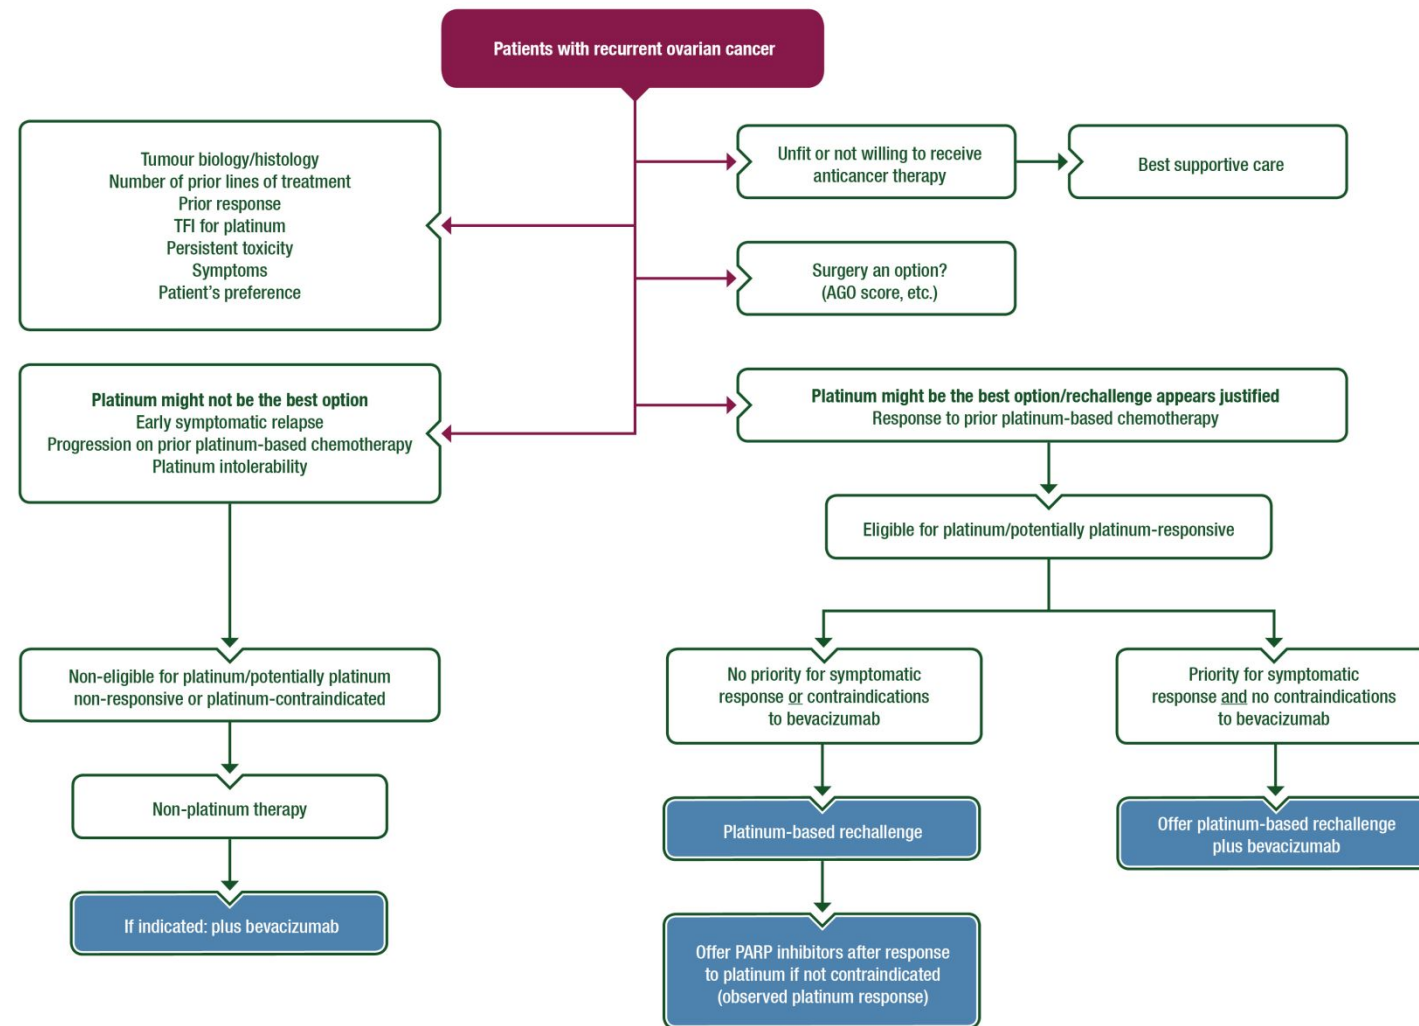 Patients with recurrent ovarian cancer
Tumour biology/histology
Number of prior lines of treatment
Prior response
TFI for platinum
Persistent toxicity
Symptoms
Patient’s preference
Unfit or not willing to receive
anticancer therapy
Best supportive care
Surgery an option?
(AGO score, etc.)
Platinum might not be the best option
Early symptomatic relapse
Progression on prior platinum-based chemotherapy
Platinum intolerability
Platinum might be the best option/rechallenge appears justified
Response to prior platinum-based chemotherapy
Eligible for platinum/potentially platinum-responsive
Non-eligible for platinum/potentially platinum
non-responsive or platinum-contraindicated
No priority for symptomatic
response or contraindications
to bevacizumab
Priority for symptomatic
response and no contraindications
to bevacizumab
Non-platinum therapy
Platinum-based rechallenge
Offer platinum-based rechallenge
plus bevacizumab
If indicated: plus bevacizumab
Offer PARP inhibitors after response
to platinum if not contraindicated
(observed platinum response)